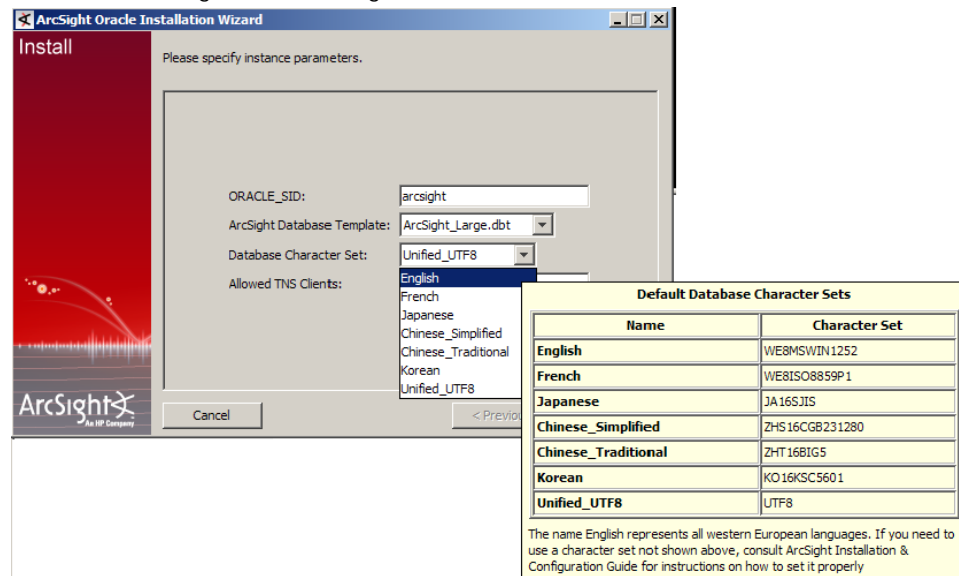 ArcSight Oracle Installation Wizard
Install
Please specify instance parameters.
ORACLE_SID: arcsight
ArcSight Database Template: ArcSight_Large.dbt
Database Character Set: Unified_UTF8
Allowed TNS Clients:
English
French
Japanese
Chinese_Simplified
Chinese_Traditional
Korean
Unified_UTF8
ArcSight
An HP Company
Cancel
Default Database Character Sets
Name Character Set
English WE8MSWIN1252
French WE8ISO8859P1
Japanese JA16SJIS
Chinese_Simplified ZHS16CGB231280
Chinese_Traditional ZHT16BIG5
Korean KO16KSC5601
Unified_UTF8 UTF8
The name English represents all western European languages. If you need to
use a character set not shown above, consult ArcSight Installation &
Configuration Guide for instructions on how to set it properly